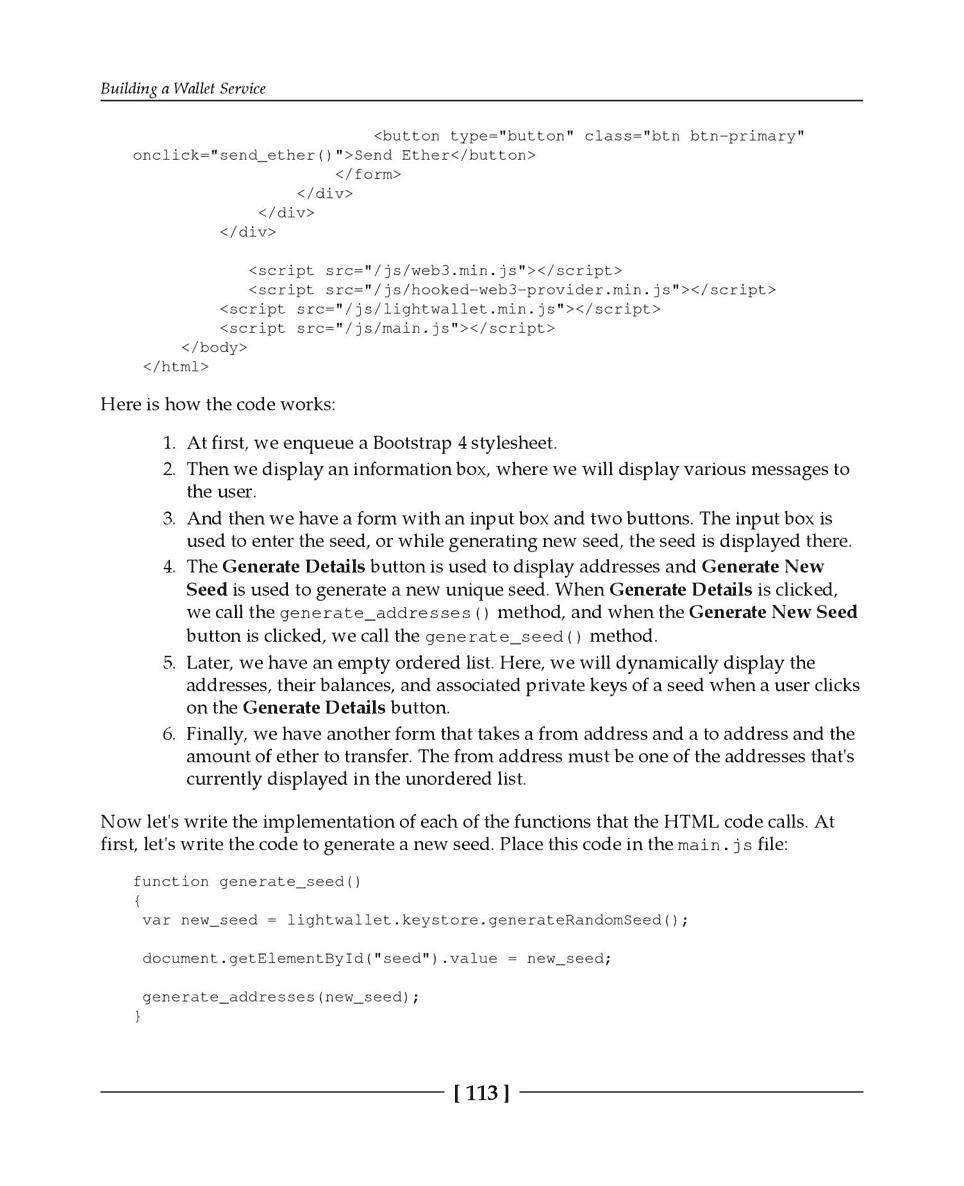 Building a Wallet Service
<button type="button" class="btn btn-primary"
onclick="send_ether()">Send Ether</button>
</form>
</div>
</div>
</div>
<script src="/js/web3.min.js"></script>
<script src="/js/hooked-web3-provider.min.js"></script>
<script src="/js/lightwallet.min.js"></script>
<script src="/js/main.js"></script>
</body>
</html>
Here is how the code works:
1. At first, we enqueue a Bootstrap 4 stylesheet.
2. Then we display an information box, where we will display various messages to
the user.
3. And then we have a form with an input box and two buttons. The input box is
used to enter the seed, or while generating new seed, the seed is displayed there.
4. The Generate Details button is used to display addresses and Generate New
Seed is used to generate a new unique seed. When Generate Details is clicked,
we call the generate_addresses() method, and when the Generate New Seed
button is clicked, we call the generate_seed() method.
5. Later, we have an empty ordered list. Here, we will dynamically display the
addresses, their balances, and associated private keys of a seed when a user clicks
on the Generate Details button.
6. Finally, we have another form that takes a from address and a to address and the
amount of ether to transfer. The from address must be one of the addresses that's
currently displayed in the unordered list.
Now let's write the implementation of each of the functions that the HTML code calls. At
first, let's write the code to generate a new seed. Place this code in the main.js file:
function generate_seed()
{
var new_seed = lightwallet.keystore.generateRandomSeed();
document.getElementById("seed").value = new_seed;
generate_addresses(new_seed);
}
[ 113 ]